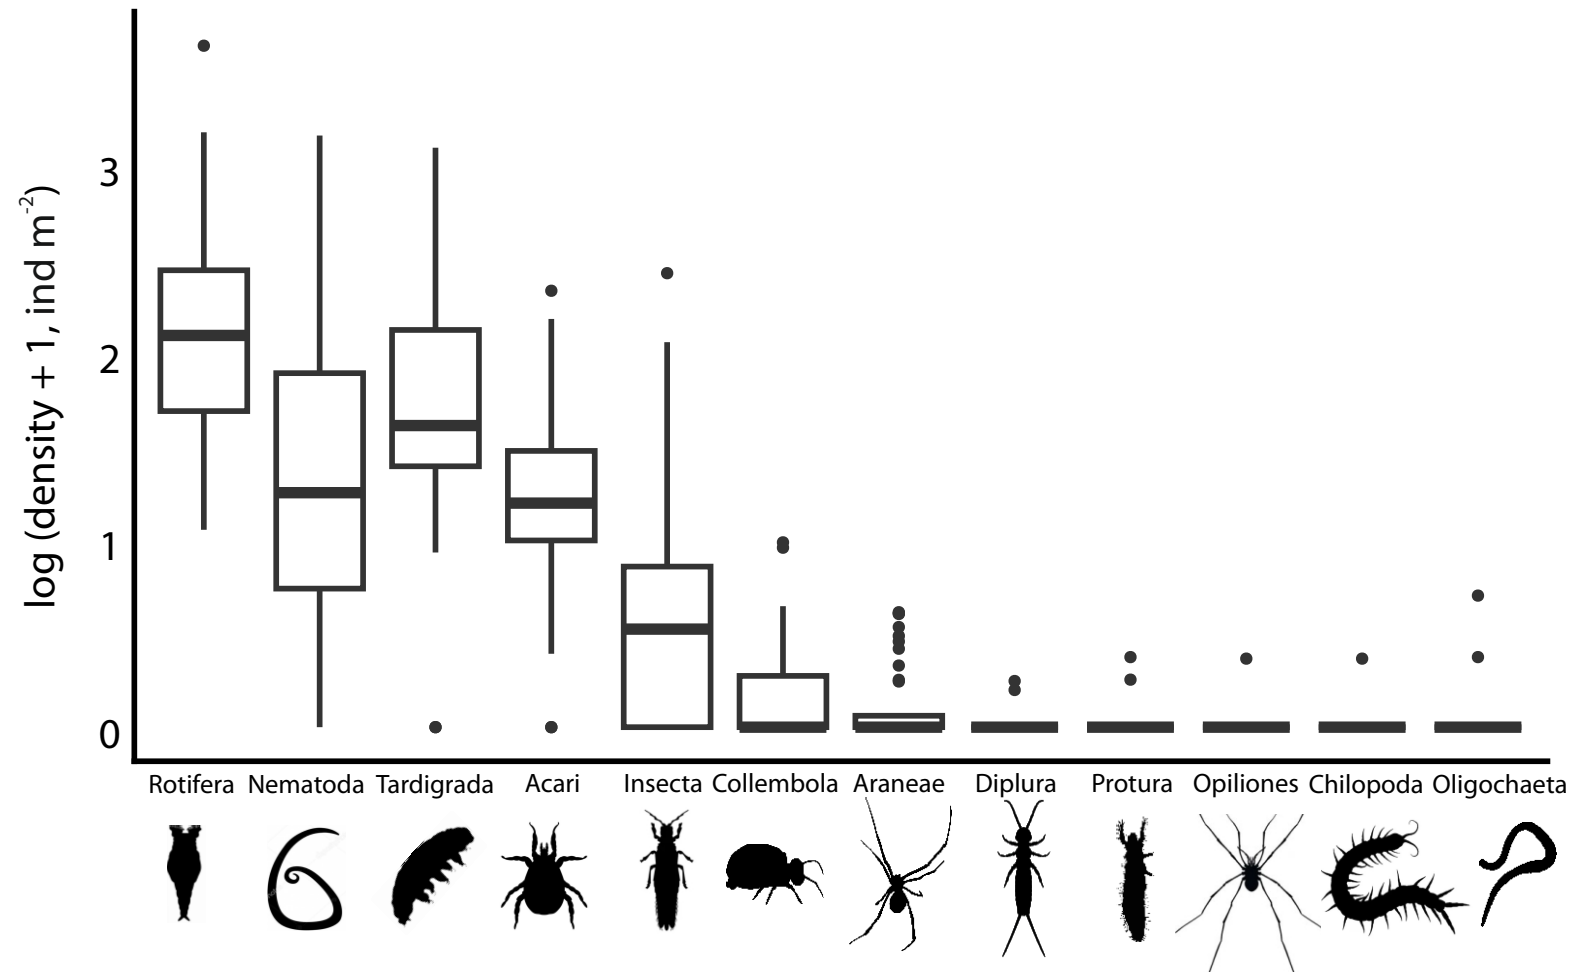 log (density + 1, ind m⁻²)
3
2
1
0
Rotifera Nematoda Tardigrada Acari Insecta Collembola Araneae Diplura Protura Opiliones Chilopoda Oligochaeta